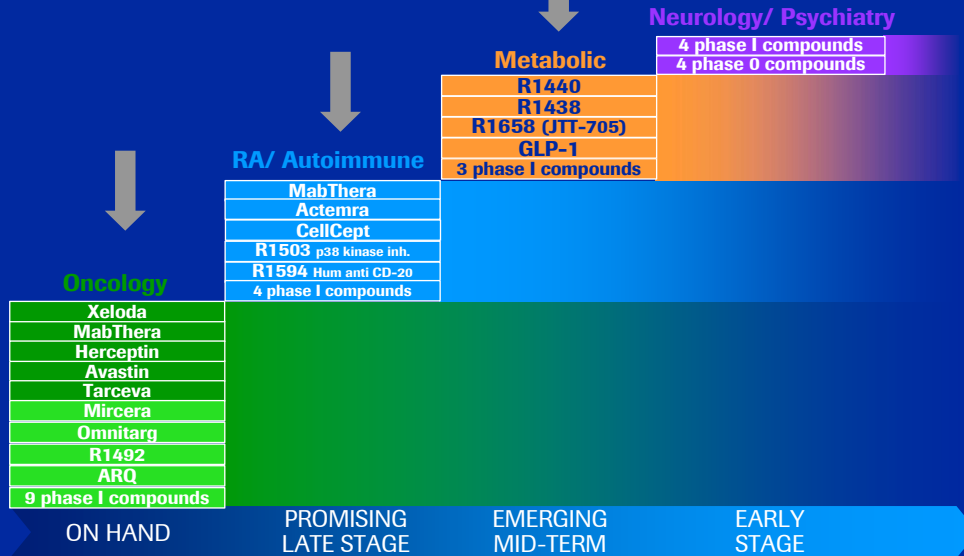 Neurology/ Psychiatry
4 phase I compounds
4 phase 0 compounds
Metabolic
R1440
R1438
R1658 (JTT-705)
GLP-1
3 phase I compounds
RA/ Autoimmune
MabThera
Actemra
CellCept
R1503 p38 kinase inh.
R1594 Hum anti CD-20
4 phase I compounds
Oncology
Xeloda
MabThera
Herceptin
Avastin
Tarceva
Mircera
Omnitarg
R1492
ARQ
9 phase I compounds
ON HAND
PROMISING
LATE STAGE
EMERGING
MID-TERM
EARLY
STAGE